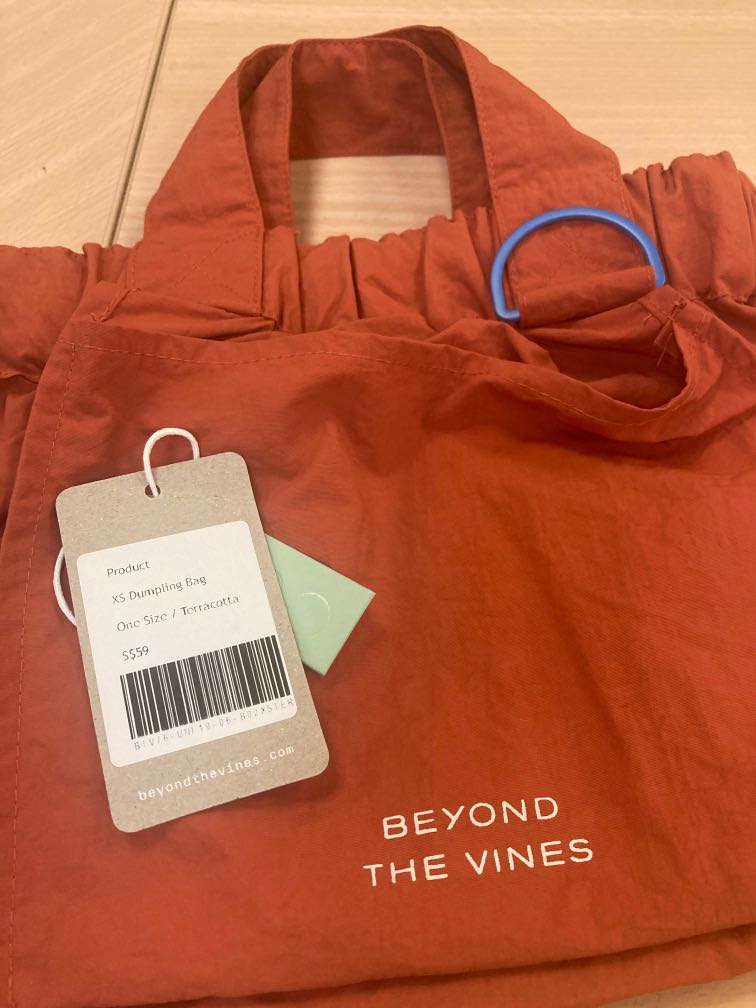 Product
XS Dumpling Bag
One Size / Terracotta
S$59
beyondthevines.com
BEYOND
THE VINES